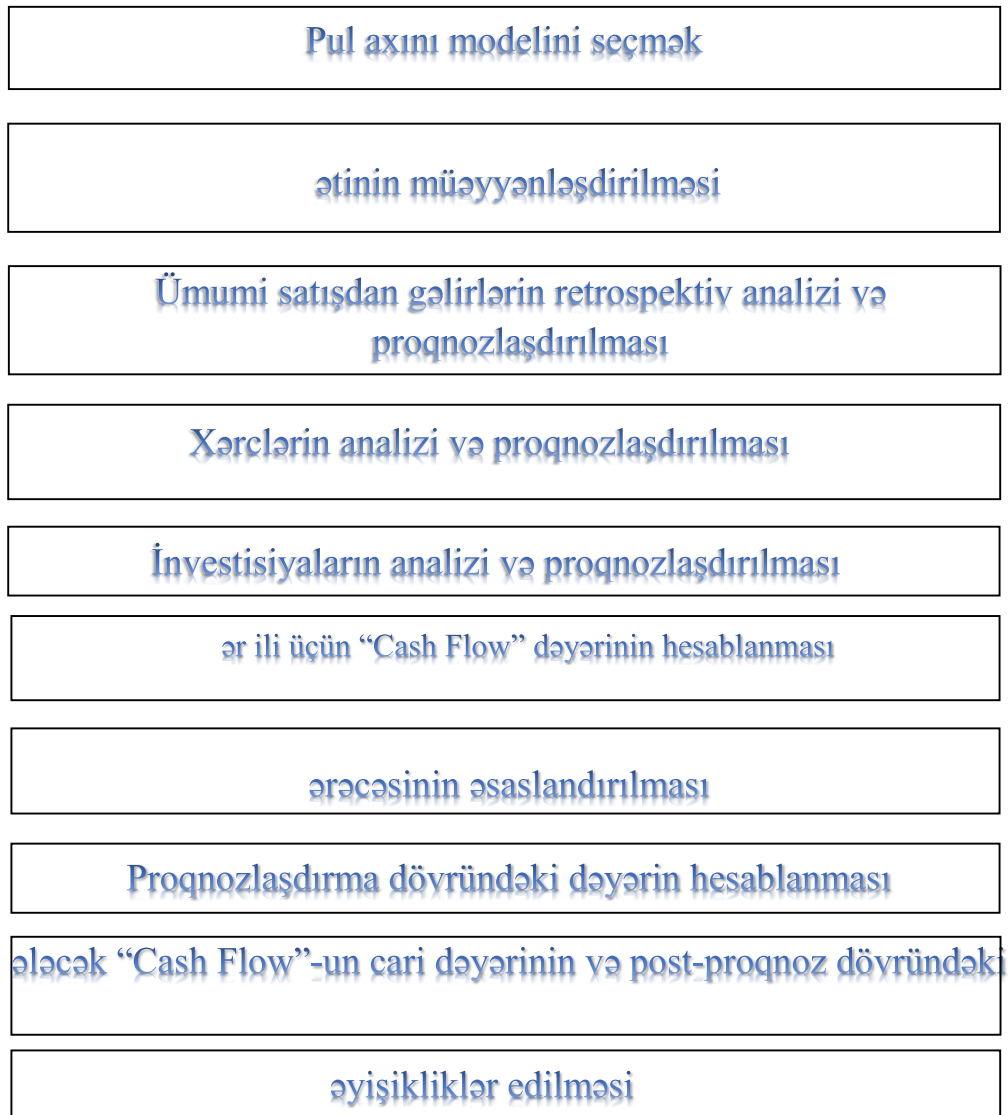 Pul axını modelini seçmək
ətinin müəyyənləşdirilməsi
Ümumi satışdan gəlirlərin retrospektiv analizi və
proqnozlaşdırılması
Xərclərin analizi və proqnozlaşdırılması
İnvestisiyaların analizi və proqnozlaşdırılması
ər ili üçün “Cash Flow” dəyərinin hesablanması
ərəcəsinin əsaslandırılması
Proqnozlaşdırma dövründəki dəyərin hesablanması
ələcək “Cash Flow”-un cari dəyərinin və post-proqnoz dövründəki
əyişikliklər edilməsi